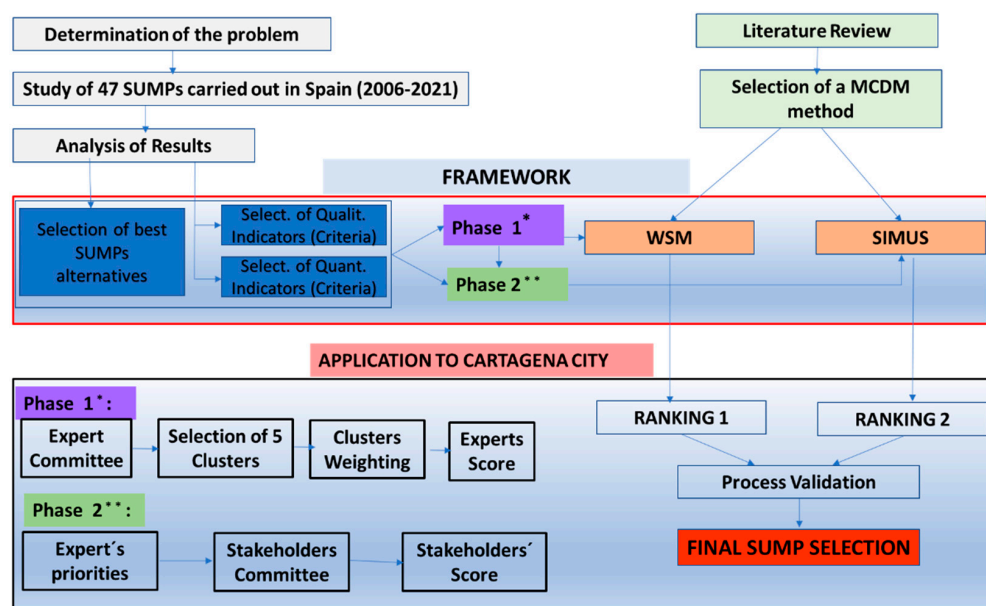 Determination of the problem
Study of 47 SUMPs carried out in Spain (2006-2021)
Analysis of Results
Literature Review
Selection of a MCDM
method
FRAMEWORK
Selection of best
SUMPs
alternatives
Select. of Qualit.
Indicators (Criteria)
Select. of Quant.
Indicators (Criteria)
Phase 1*
Phase 2**
WSM
SIMUS
APPLICATION TO CARTAGENA CITY
Phase 1*:
Expert
Committee
Selection of 5
Clusters
Clusters
Weighting
Experts
Score
Phase 2**:
Expert´s
priorities
Stakeholders
Committee
Stakeholders´
Score
RANKING 1
RANKING 2
Process Validation
FINAL SUMP SELECTION